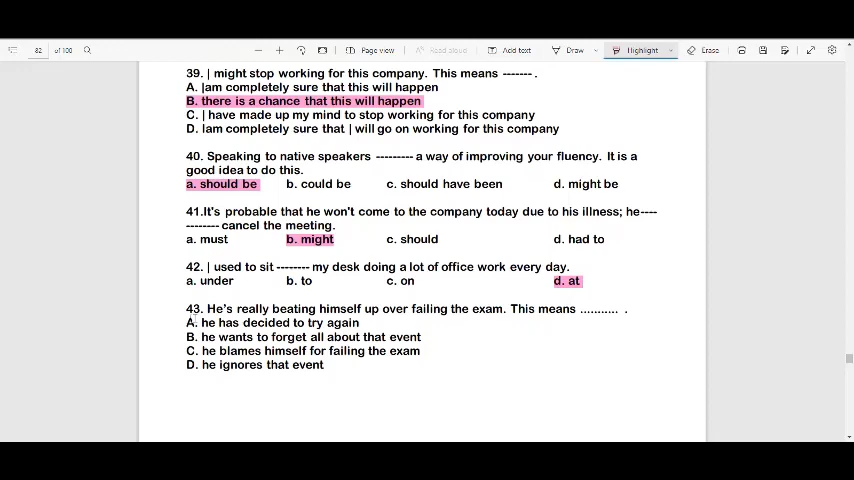 82 of 100
Page view
Read aloud
Add text
Draw
Highlight
Erase
39. | might stop working for this company. This means ------- .
A. |am completely sure that this will happen
B. there is a chance that this will happen
C. | have made up my mind to stop working for this company
D. Iam completely sure that | will go on working for this company
40. Speaking to native speakers --------- a way of improving your fluency. It is a
good idea to do this.
a. should be b. could be c. should have been d. might be
41.It's probable that he won't come to the company today due to his illness; he----
----------- cancel the meeting.
a. must b. might c. should d. had to
42. | used to sit -------- my desk doing a lot of office work every day.
a. under b. to c. on d. at
43. He's really beating himself up over failing the exam. This means ........... .
A. he has decided to try again
B. he wants to forget all about that event
C. he blames himself for failing the exam
D. he ignores that event